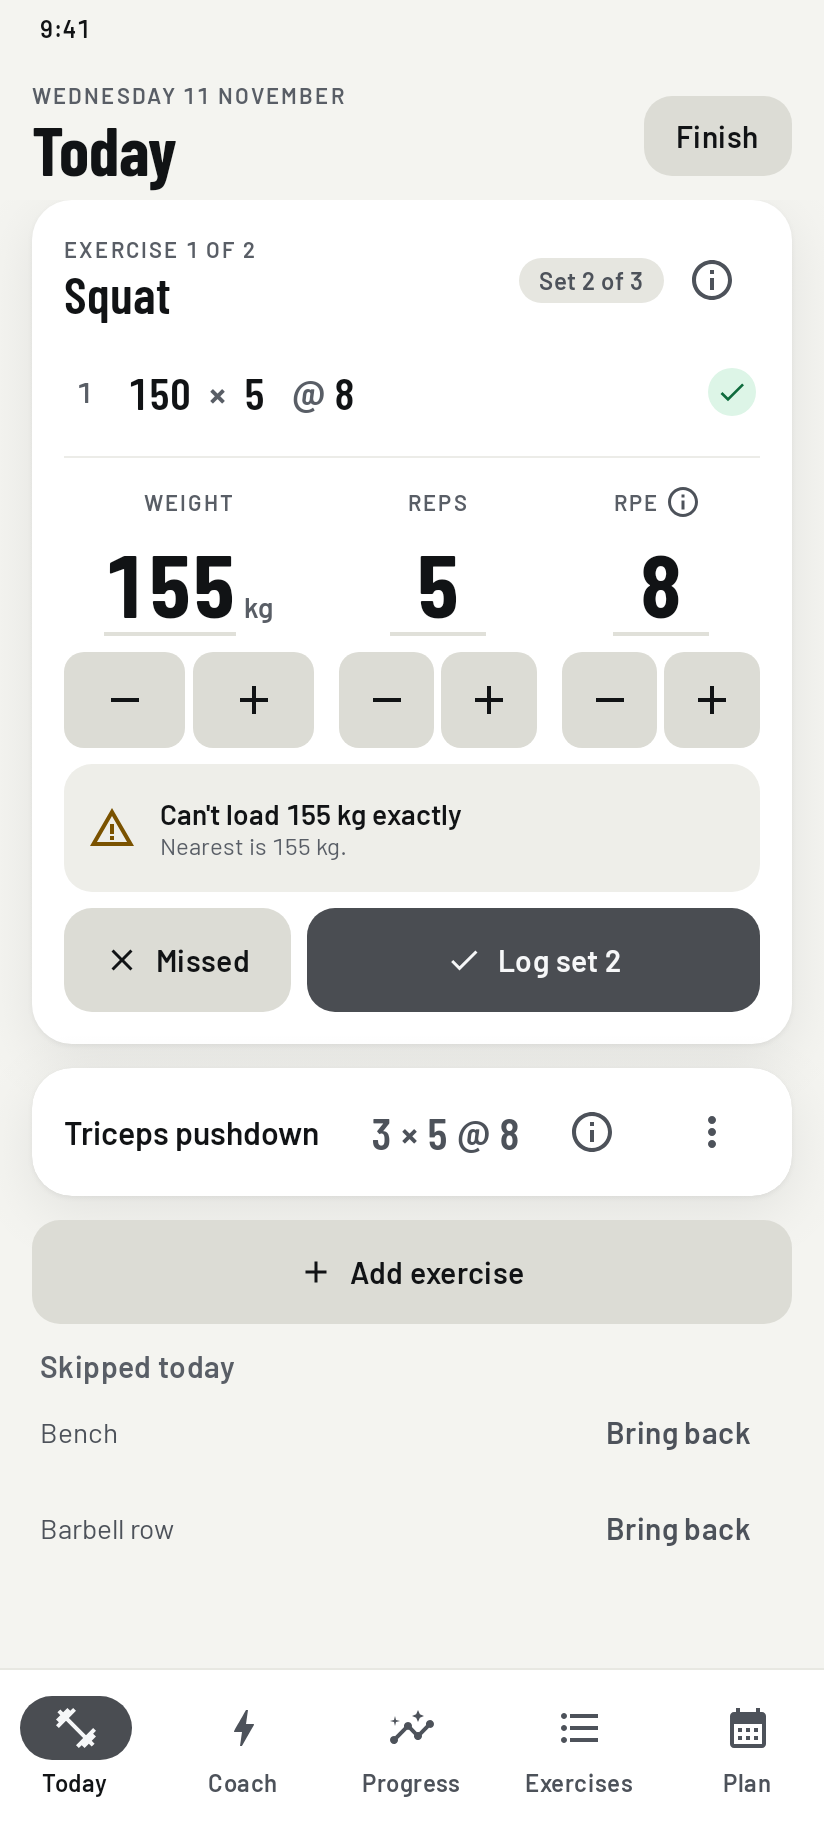 9:41
WEDNESDAY 11 NOVEMBER
Today
Finish
EXERCISE 1 OF 2
Squat
Set 2 of 3
1 150 × 5 @ 8
WEIGHT REPS RPE
155 kg 5 8
Can't load 155 kg exactly
Nearest is 155 kg.
Missed Log set 2
Triceps pushdown 3 × 5 @ 8
Add exercise
Skipped today
Bench Bring back
Barbell row Bring back
Today Coach Progress Exercises Plan